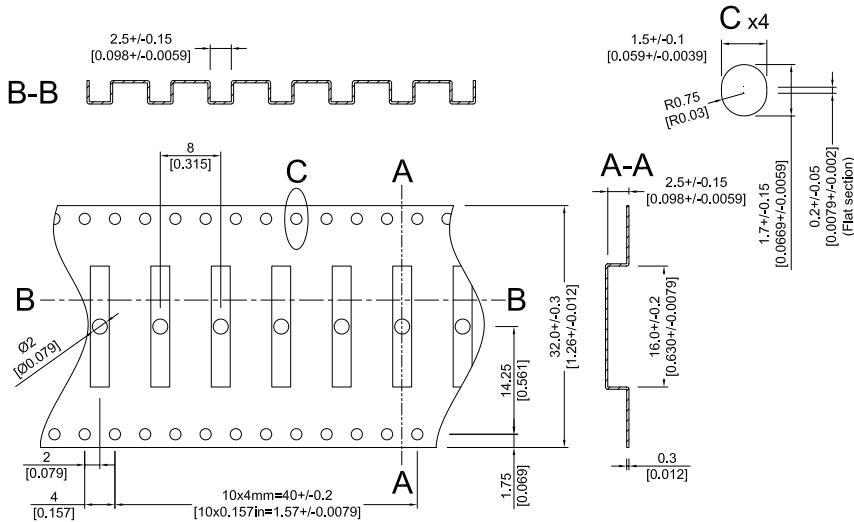 2.5+/-0.15
[0.098+/-0.0059]
B-B
C x4
1.5+/-0.1
[0.059+/-0.0039]
R0.75
[R0.03]
1.7+/-0.15
[0.0669+/-0.0059]
0.2+/-0.05
[0.0079+/-0.002]
(Flat section)
8
[0.315]
C
A
A-A
2.5+/-0.15
[0.098+/-0.0059]
B
B
Ø2
[Ø0.079]
14.25
[0.561]
32.0+/-0.3
[1.26+/-0.012]
16.0+/-0.2
[0.630+/-0.0079]
2
[0.079]
4
[0.157]
10x4mm=40+/-0.2
[10x0.157in=1.57+/-0.0079]
A
1.75
[0.069]
0.3
[0.012]